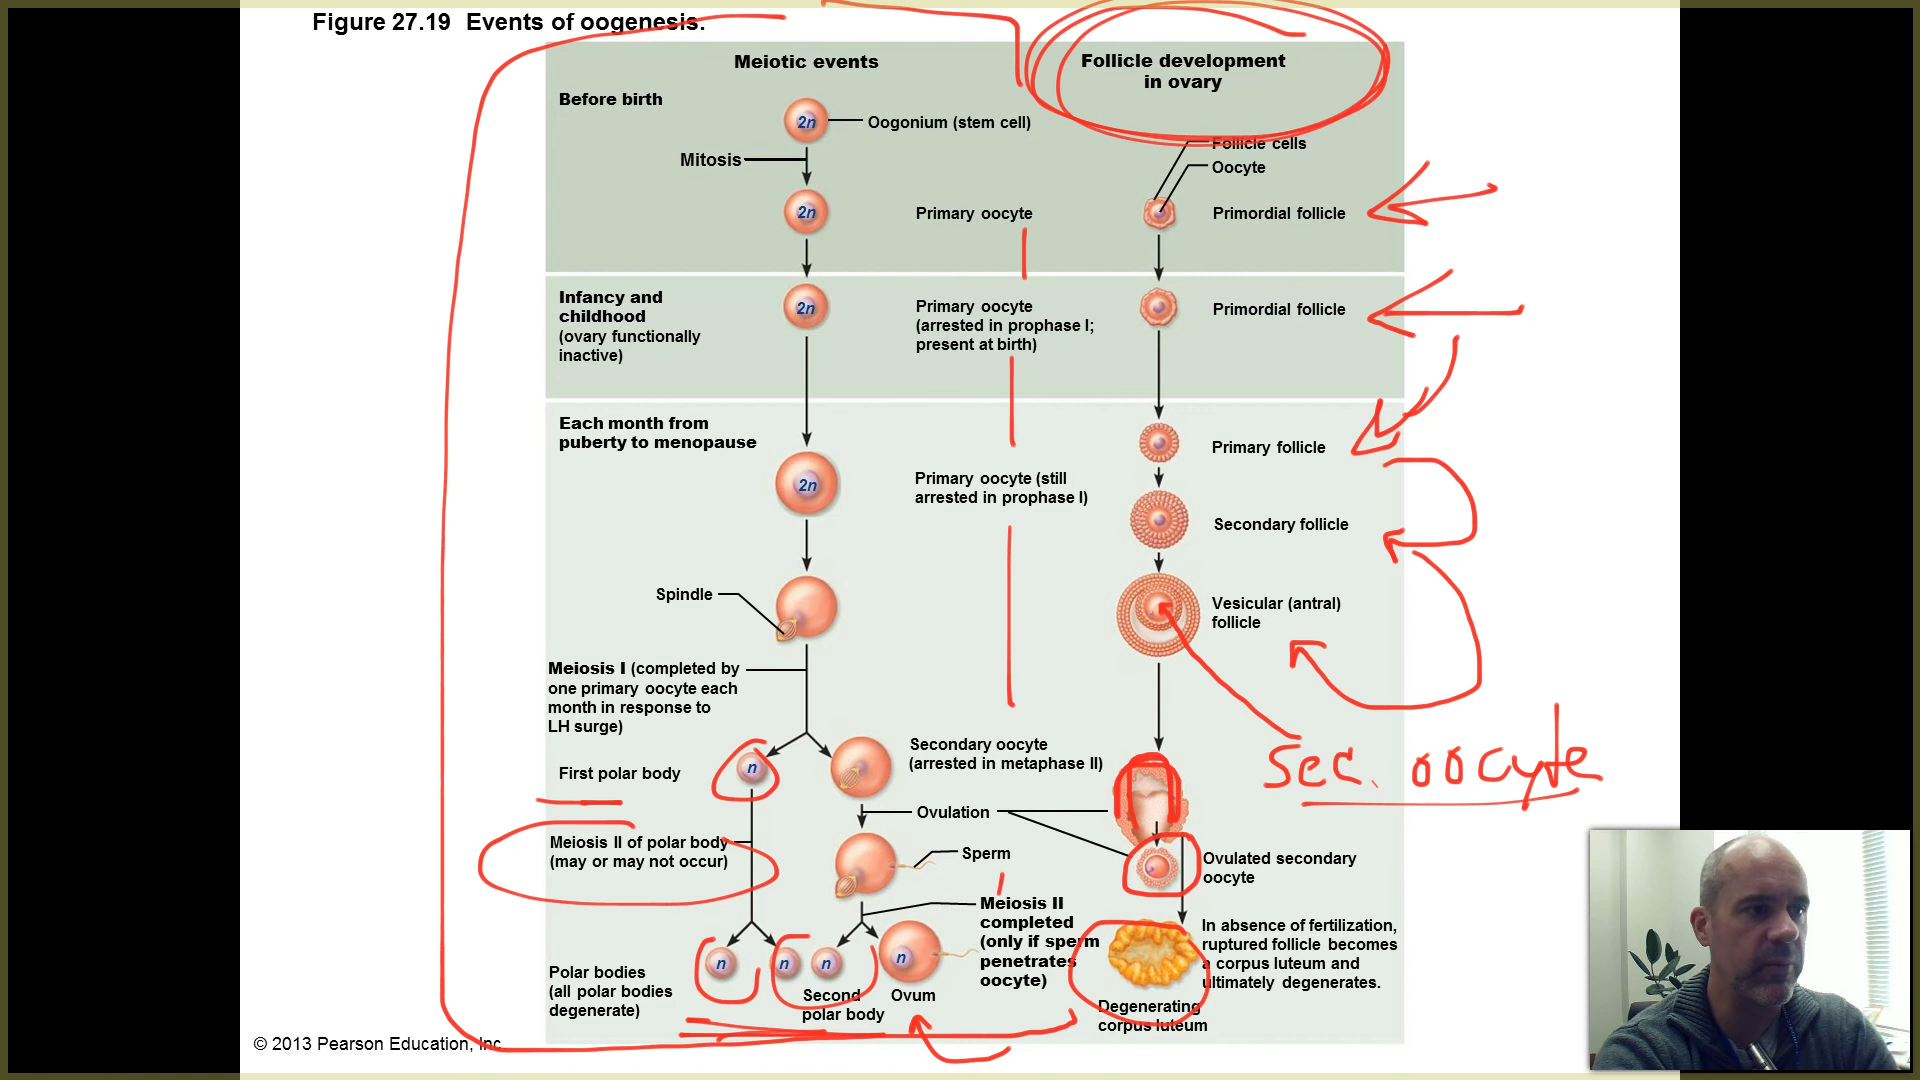 Figure 27.19 Events of oogenesis.
Meiotic events
Follicle development
in ovary
Before birth
2n
Oogonium (stem cell)
Follicle cells
Mitosis
Oocyte
2n
Primary oocyte
Primordial follicle
Infancy and
childhood
(ovary functionally
inactive)
2n
Primary oocyte
(arrested in prophase I;
present at birth)
Primordial follicle
Each month from
puberty to menopause
Primary follicle
2n
Primary oocyte (still
arrested in prophase I)
Secondary follicle
Spindle
Vesicular (antral)
follicle
Meiosis I (completed by
one primary oocyte each
month in response to
LH surge)
Sec. oocyte
First polar body
n
Secondary oocyte
(arrested in metaphase II)
Ovulation
Meiosis II of polar body
(may or may not occur)
Sperm
Ovulated secondary
oocyte
Meiosis II
completed
(only if sperm
penetrates
oocyte)
In absence of fertilization,
ruptured follicle becomes
a corpus luteum and
ultimately degenerates.
n
n
n
n
Polar bodies
(all polar bodies
degenerate)
Second
polar body
Ovum
Degenerating
corpus luteum
© 2013 Pearson Education, Inc.